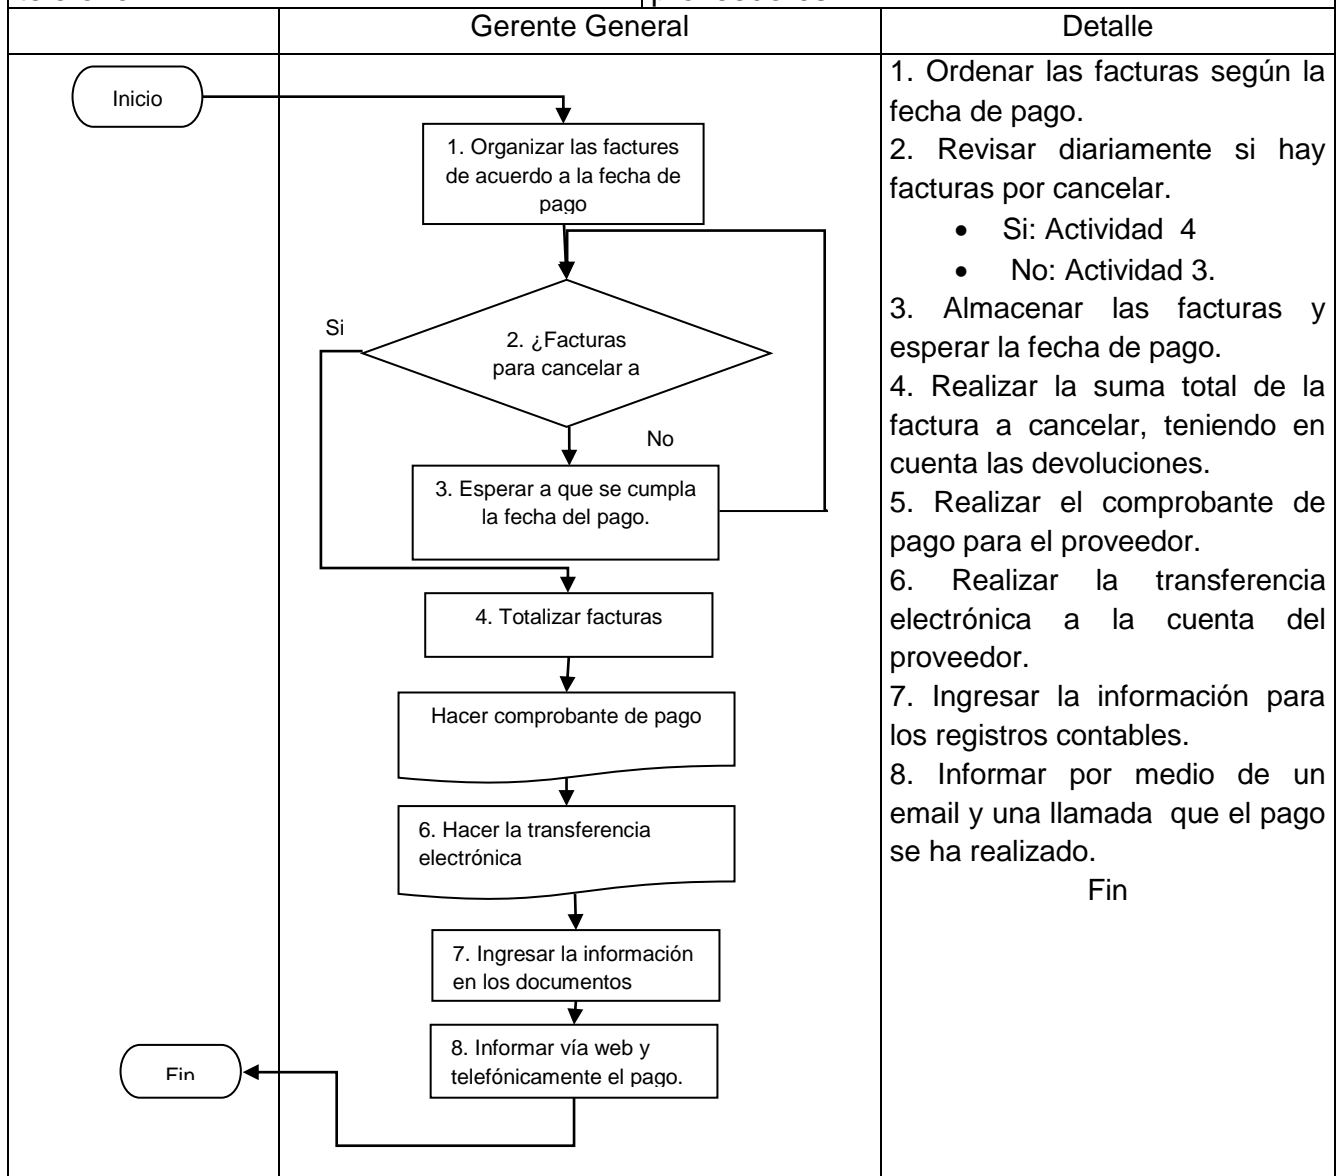 Gerente General
Detalle
Inicio
1. Organizar las factures
de acuerdo a la fecha de
pago
Si
2. ¿Facturas
para cancelar a
No
3. Esperar a que se cumpla
la fecha del pago.
4. Totalizar facturas
Hacer comprobante de pago
6. Hacer la transferencia
electrónica
7. Ingresar la información
en los documentos
8. Informar vía web y
telefónicamente el pago.
Fin
1. Ordenar las facturas según la
fecha de pago.
2. Revisar diariamente si hay
facturas por cancelar.
• Si: Actividad 4
• No: Actividad 3.
3. Almacenar las facturas y
esperar la fecha de pago.
4. Realizar la suma total de la
factura a cancelar, teniendo en
cuenta las devoluciones.
5. Realizar el comprobante de
pago para el proveedor.
6. Realizar la transferencia
electrónica a la cuenta del
proveedor.
7. Ingresar la información para
los registros contables.
8. Informar por medio de un
email y una llamada que el pago
se ha realizado.
Fin